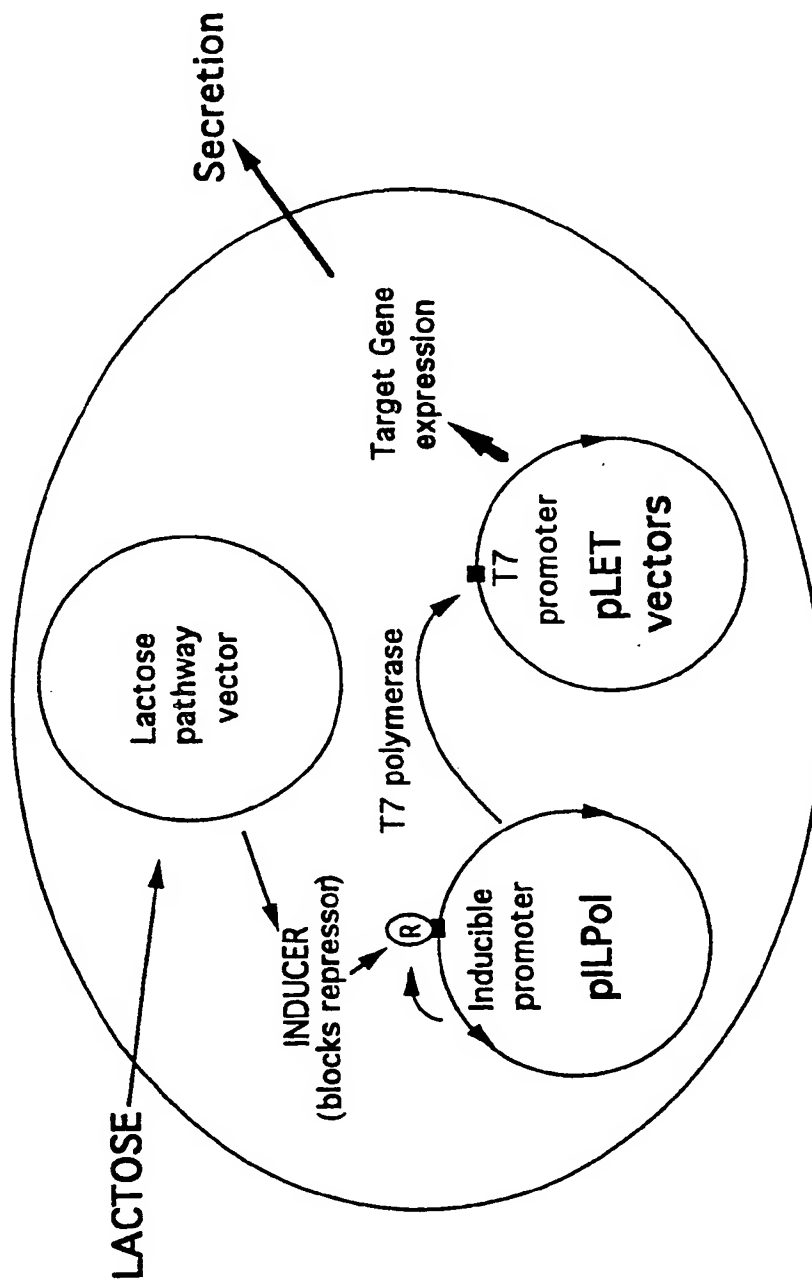 LACTOSE
Lactose
pathway
vector
INDUCER
(blocks repressor)
R
Inducible
promoter
pILPol
T7 polymerase
T7
promoter
pLET
vectors
Target Gene
expression
Secretion